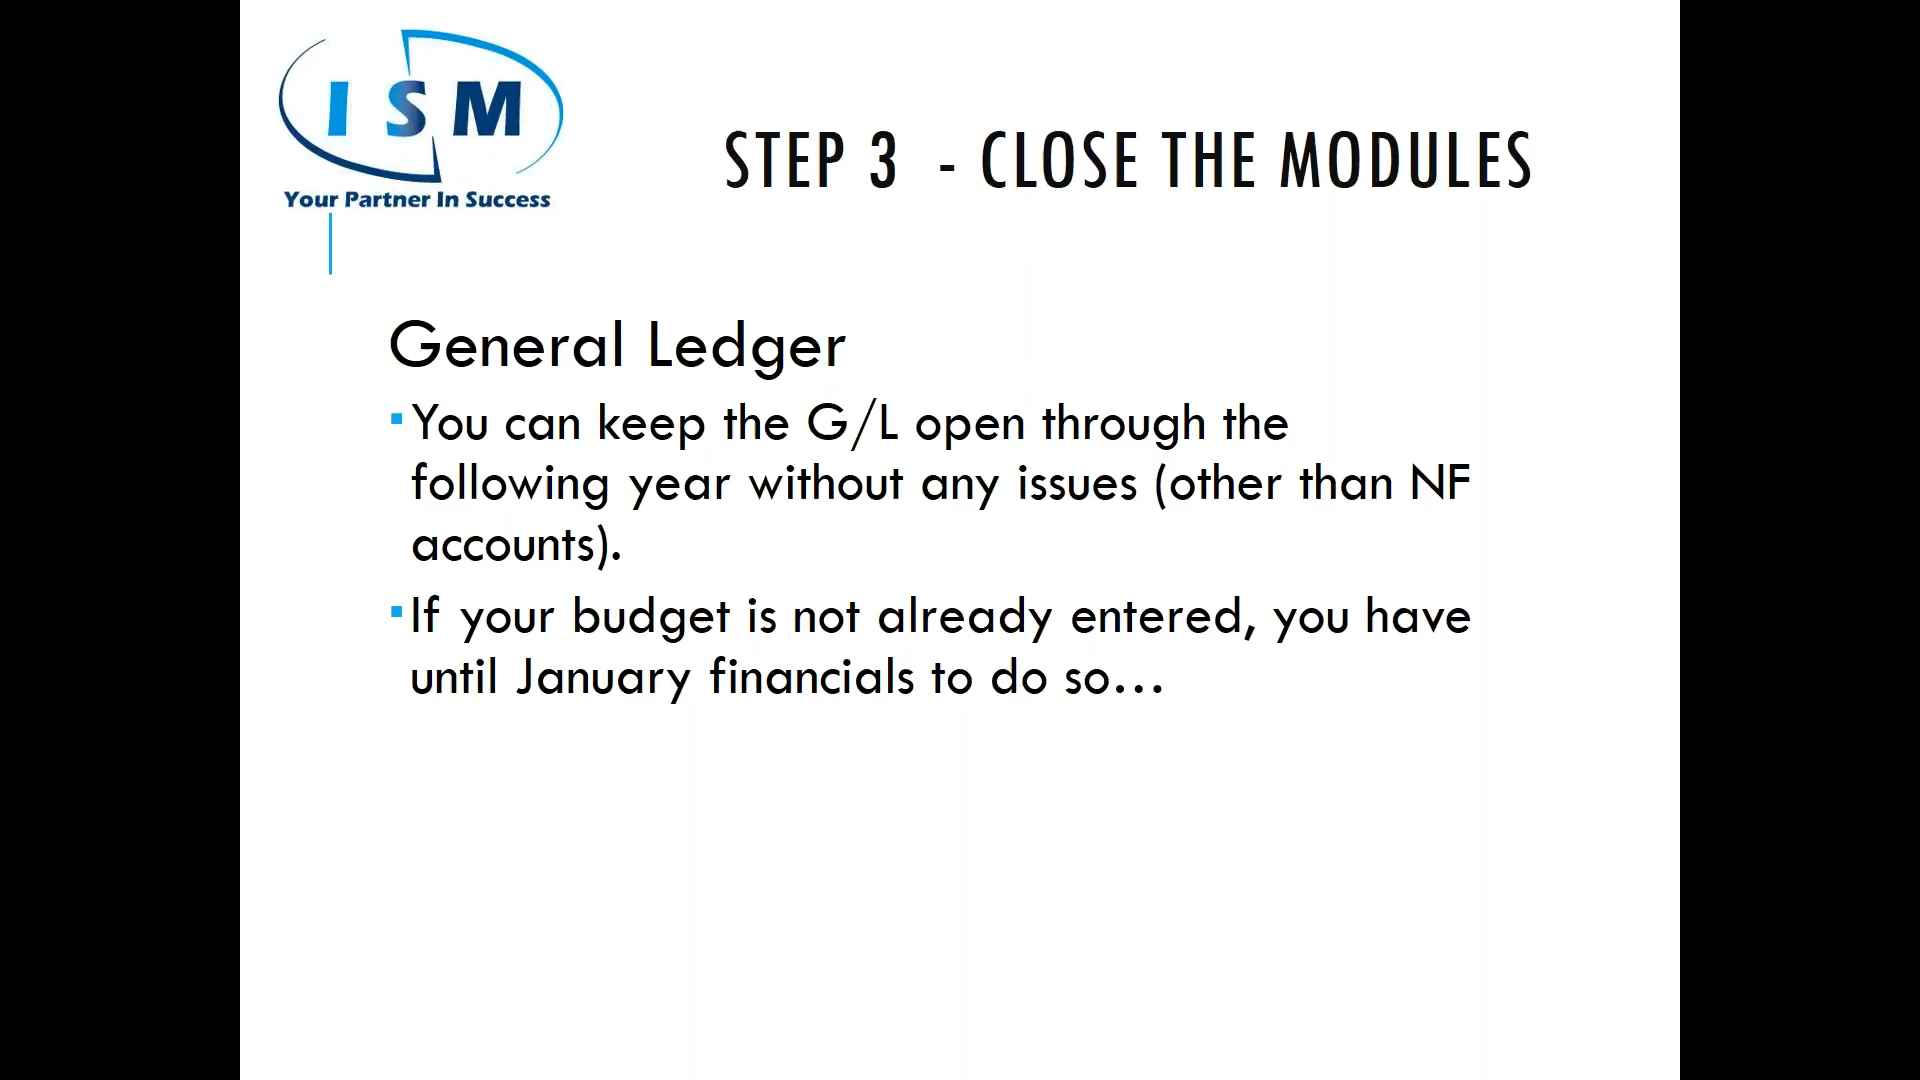 I S M
Your Partner In Success
STEP 3 - CLOSE THE MODULES
General Ledger
▪You can keep the G/L open through the
following year without any issues (other than NF
accounts).
▪If your budget is not already entered, you have
until January financials to do so...